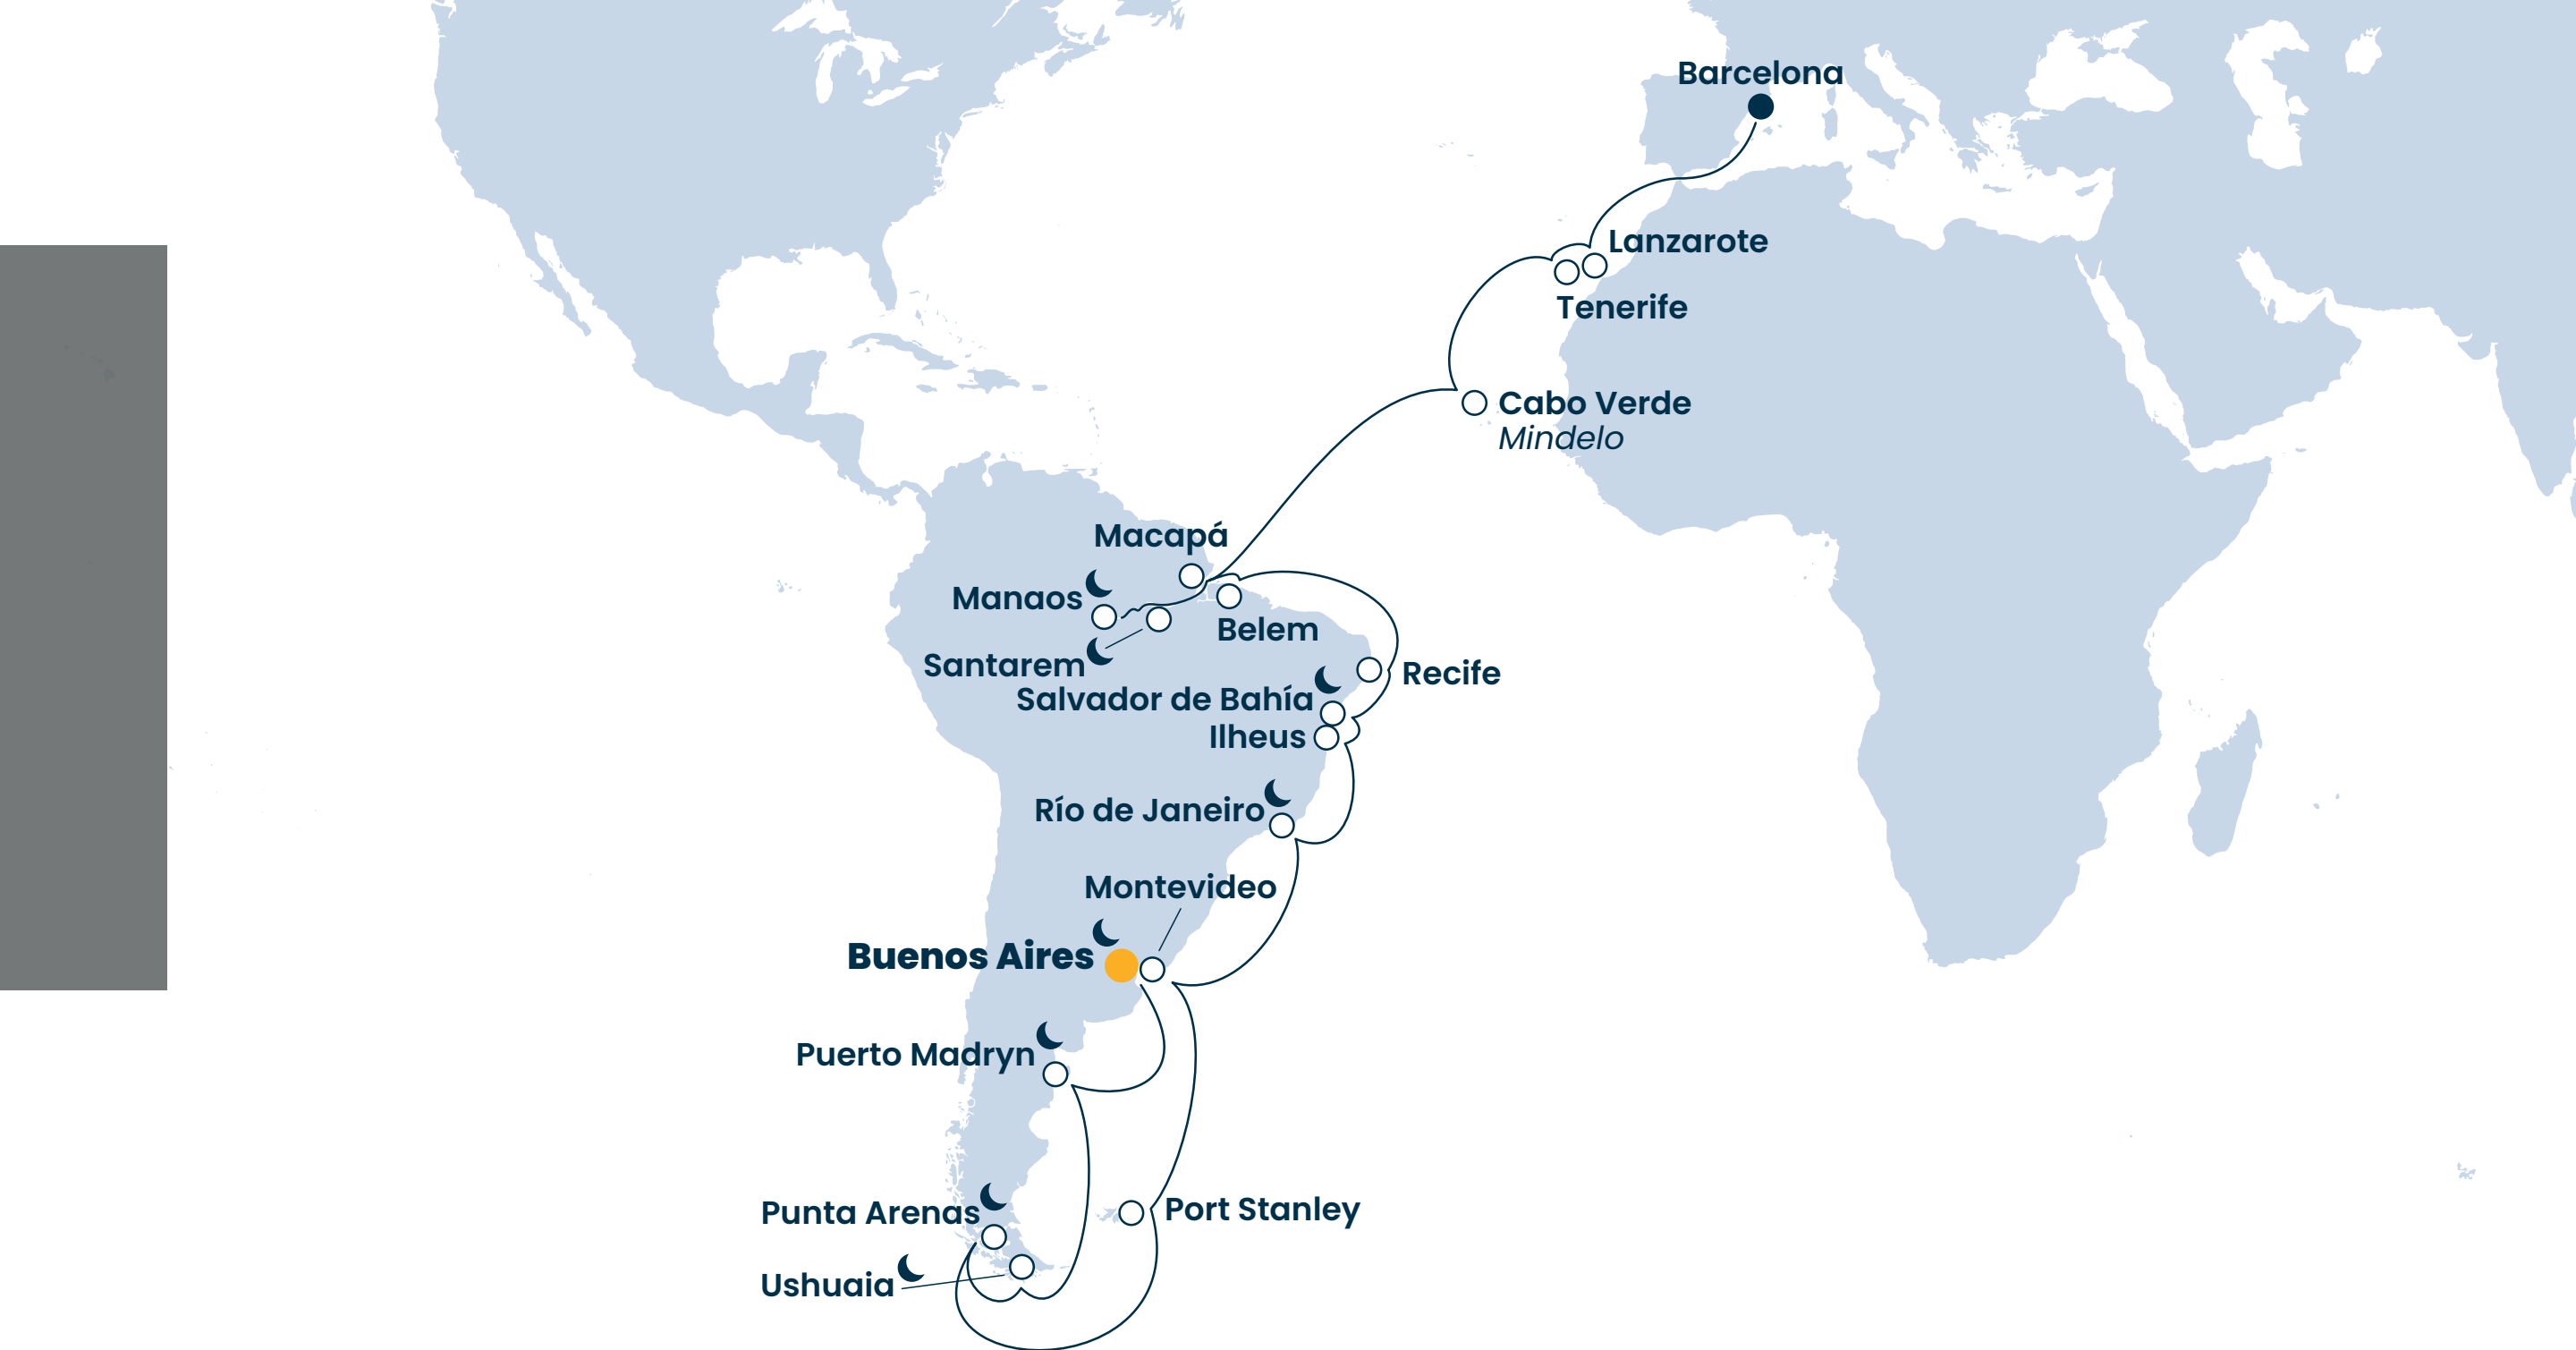 Barcelona
Lanzarote
Tenerife
Cabo Verde
Mindelo
Macapá
Manaos
Belem
Santarem
Recife
Salvador de Bahía
Ilheus
Río de Janeiro
Montevideo
Buenos Aires
Puerto Madryn
Punta Arenas
Port Stanley
Ushuaia